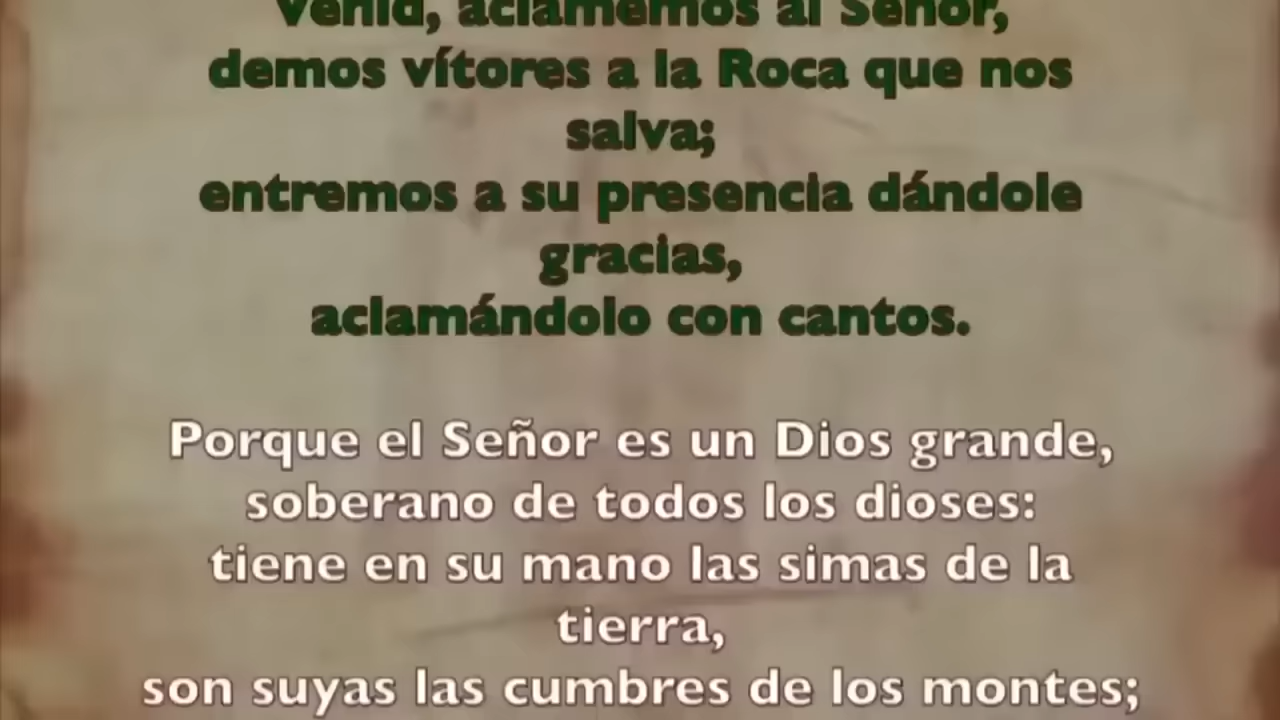 Venid, aclamemos al Señor,
demos vítores a la Roca que nos
salva;
entremos a su presencia dándole
gracias,
aclamándolo con cantos.
Porque el Señor es un Dios grande,
soberano de todos los dioses:
tiene en su mano las simas de la
tierra,
son suyas las cumbres de los montes;